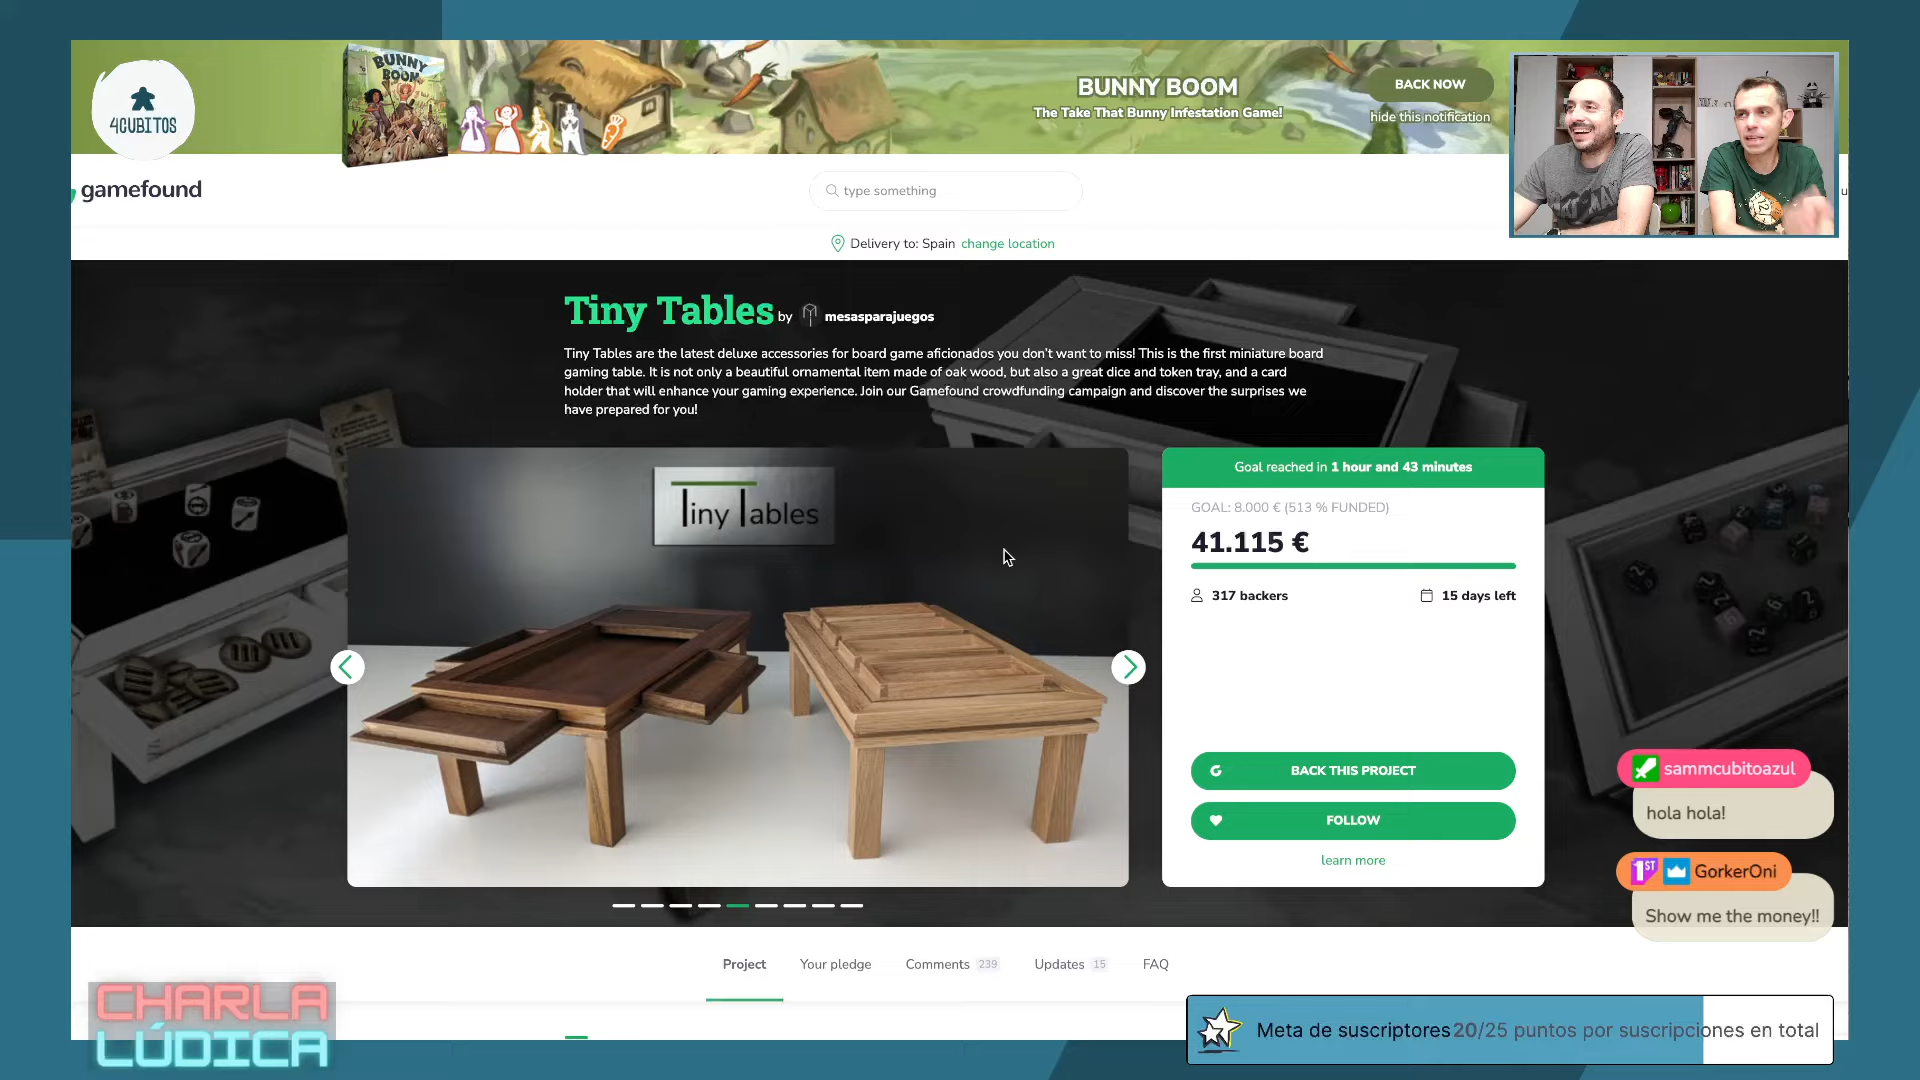 BUNNY
BOOM
4CUBITOS
BUNNY BOOM
The Take That Bunny Infestation Game!
BACK NOW
hide this notification
gamefound
type something
Delivery to: Spain change location
Tiny Tables by mesasparajuegos
Tiny Tables are the latest deluxe accessories for board game aficionados you don't want to miss! This is the first miniature board
gaming table. It is not only a beautiful ornamental item made of oak wood, but also a great dice and token tray, and a card
holder that will enhance your gaming experience. Join our Gamefound crowdfunding campaign and discover the surprises we
have prepared for you!
Tiny Tables
Goal reached in 1 hour and 43 minutes
GOAL: 8.000 € (513 % FUNDED)
41.115 €
317 backers
15 days left
BACK THIS PROJECT
FOLLOW
learn more
sammcubitoazul
hola hola!
1ST GorkerOni
Show me the money!!
Project
Your pledge
Comments 239
Updates 15
FAQ
CHARLA
LÚDICA
Meta de suscriptores 20/25 puntos por suscripciones en total